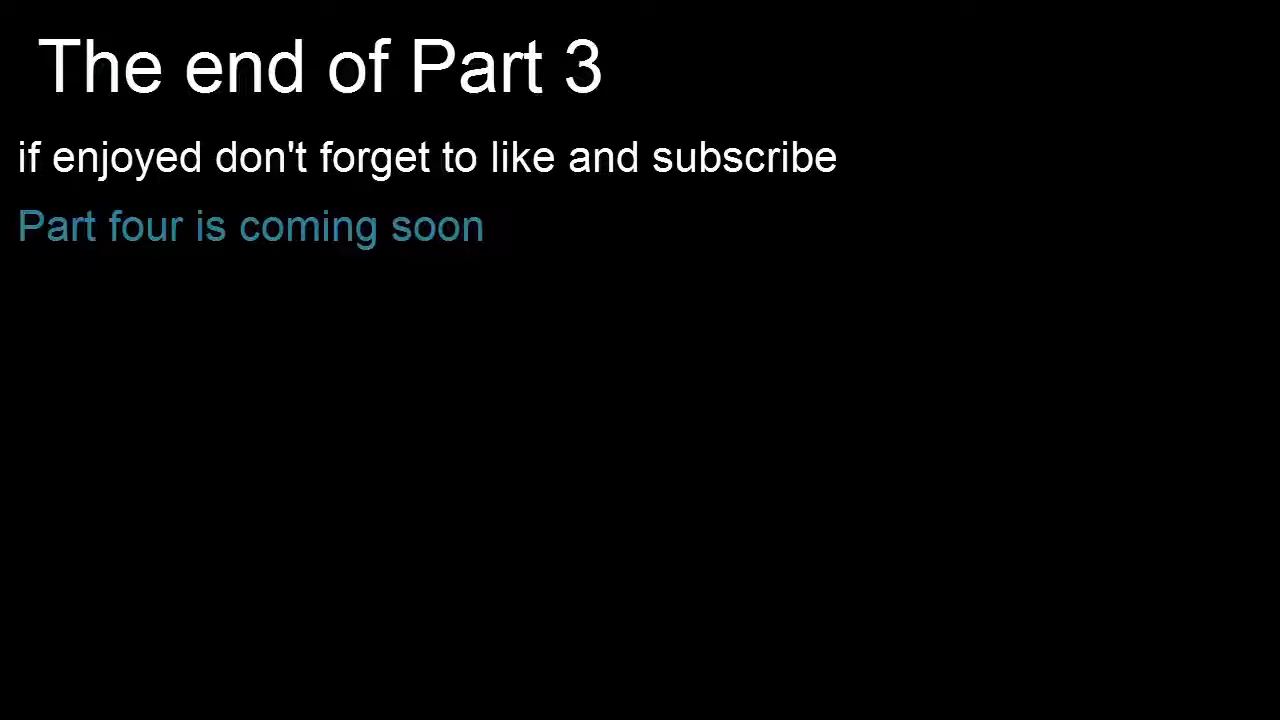 The end of Part 3
if enjoyed don't forget to like and subscribe
Part four is coming soon